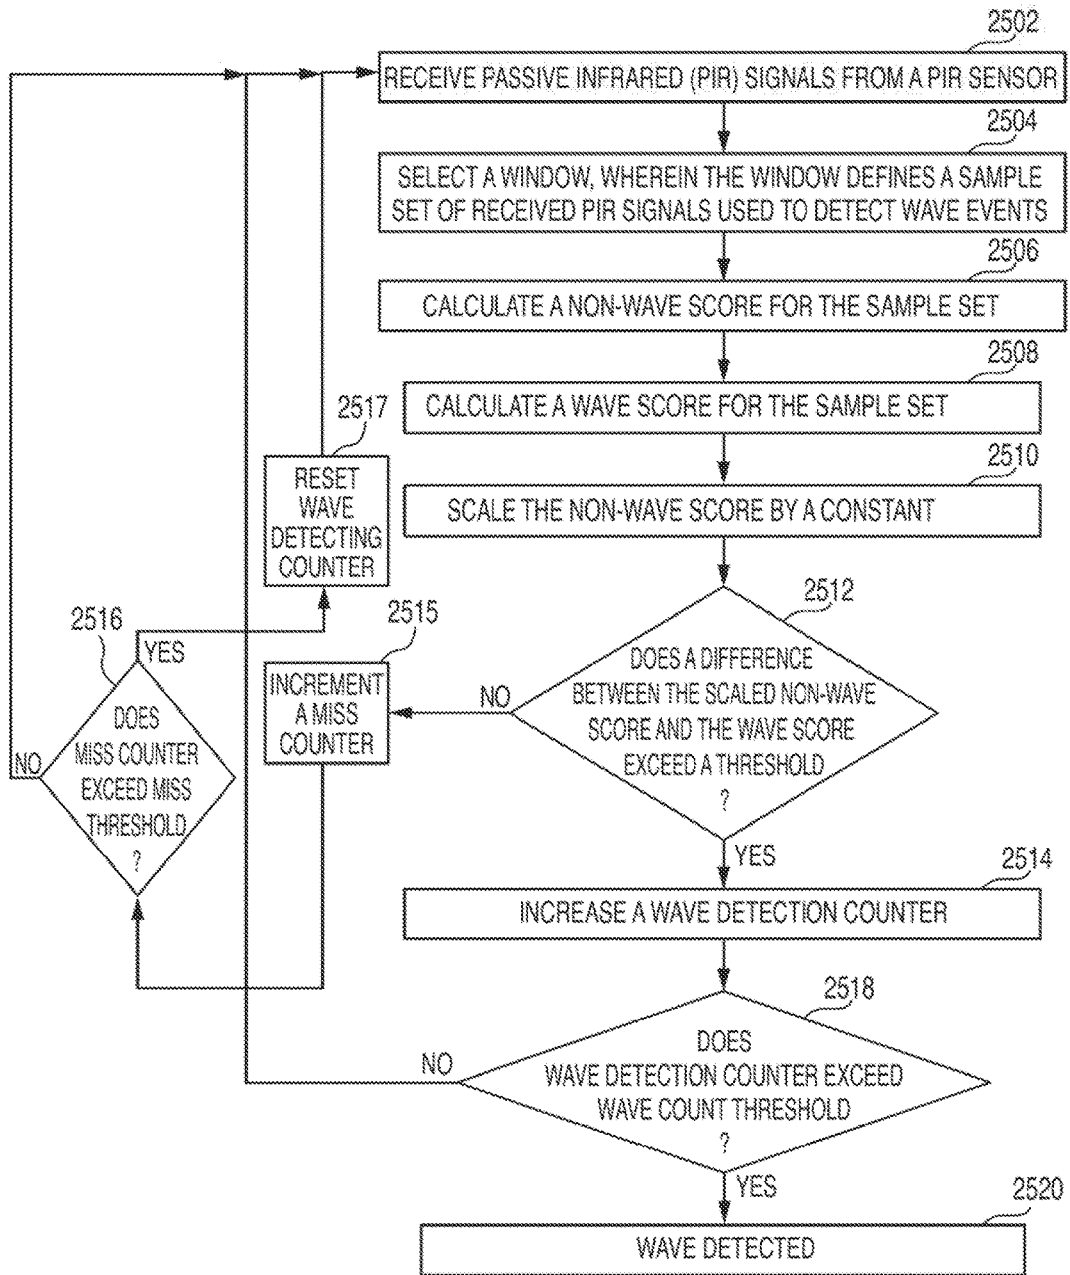 2502
RECEIVE PASSIVE INFRARED (PIR) SIGNALS FROM A PIR SENSOR
2504
SELECT A WINDOW, WHEREIN THE WINDOW DEFINES A SAMPLE
SET OF RECEIVED PIR SIGNALS USED TO DETECT WAVE EVENTS
2506
CALCULATE A NON-WAVE SCORE FOR THE SAMPLE SET
2508
CALCULATE A WAVE SCORE FOR THE SAMPLE SET
2510
SCALE THE NON-WAVE SCORE BY A CONSTANT
2512
DOES A DIFFERENCE
BETWEEN THE SCALED NON-WAVE
SCORE AND THE WAVE SCORE
EXCEED A THRESHOLD
?
NO
YES
2515
INCREMENT
A MISS
COUNTER
2516
DOES
MISS COUNTER
EXCEED MISS
THRESHOLD
?
NO
YES
2517
RESET
WAVE
DETECTING
COUNTER
2514
INCREASE A WAVE DETECTION COUNTER
2518
DOES
WAVE DETECTION COUNTER EXCEED
WAVE COUNT THRESHOLD
?
NO
YES
2520
WAVE DETECTED